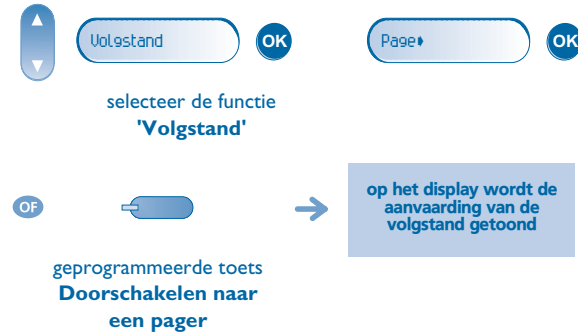 Volgstand OK Page OK
selecteer de functie
'Volgstand'
OF
op het display wordt de
aanvaarding van de
volgstand getoond
geprogrammeerde toets
Doorschakelen naar
een pager